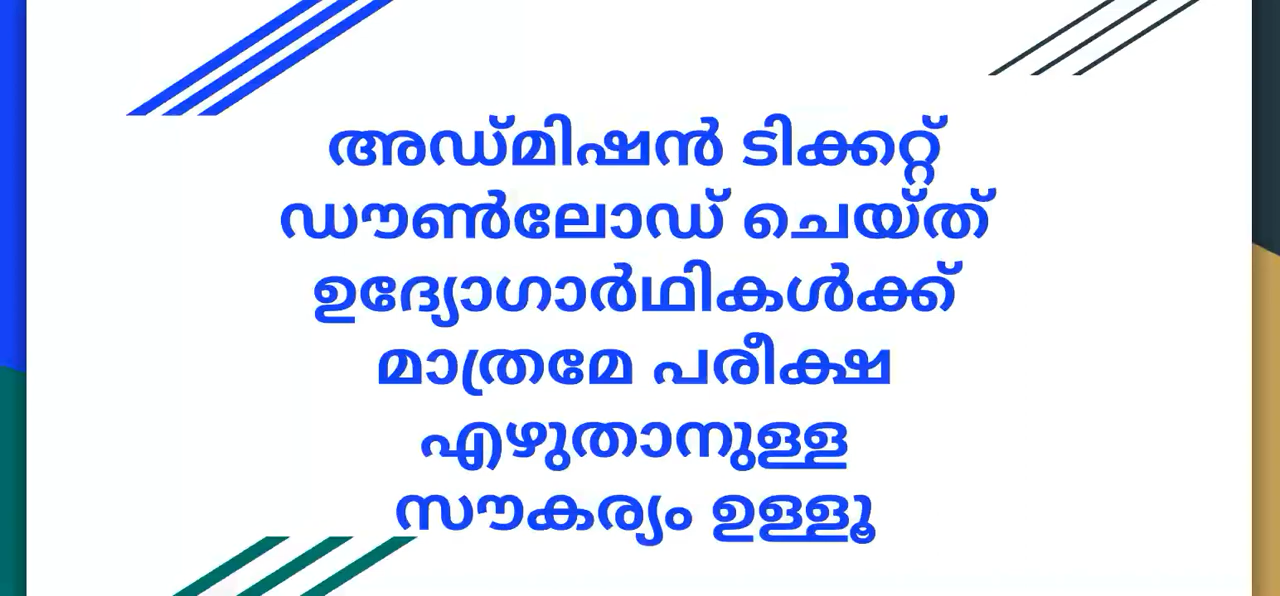 അഡ്മിഷൻ ടിക്കറ്റ്
ഡൗൺലോഡ് ചെയ്ത്
ഉദ്യോഗാർഥികൾക്ക്
മാത്രമേ പരീക്ഷ
എഴുതാനുള്ള
സൗകര്യം ഉള്ളൂ